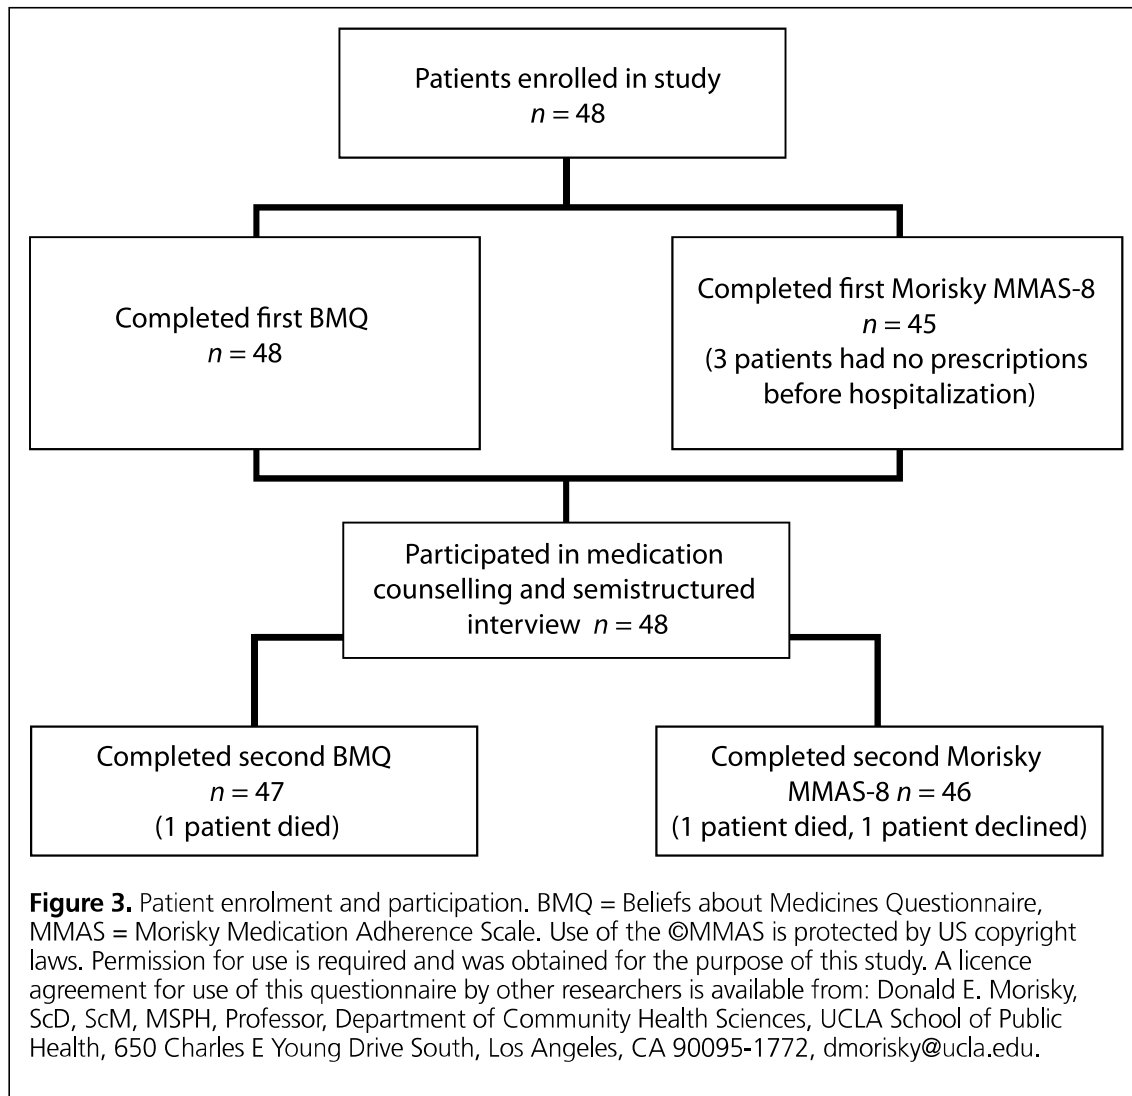 Patients enrolled in study
n = 48
Completed first BMQ
n = 48
Completed first Morisky MMAS-8
n = 45
(3 patients had no prescriptions
before hospitalization)
Participated in medication
counselling and semistructured
interview n = 48
Completed second BMQ
n = 47
(1 patient died)
Completed second Morisky
MMAS-8 n = 46
(1 patient died, 1 patient declined)
Figure 3. Patient enrolment and participation. BMQ = Beliefs about Medicines Questionnaire,
MMAS = Morisky Medication Adherence Scale. Use of the ©MMAS is protected by US copyright
laws. Permission for use is required and was obtained for the purpose of this study. A licence
agreement for use of this questionnaire by other researchers is available from: Donald E. Morisky,
ScD, ScM, MSPH, Professor, Department of Community Health Sciences, UCLA School of Public
Health, 650 Charles E Young Drive South, Los Angeles, CA 90095-1772, dmorisky@ucla.edu.